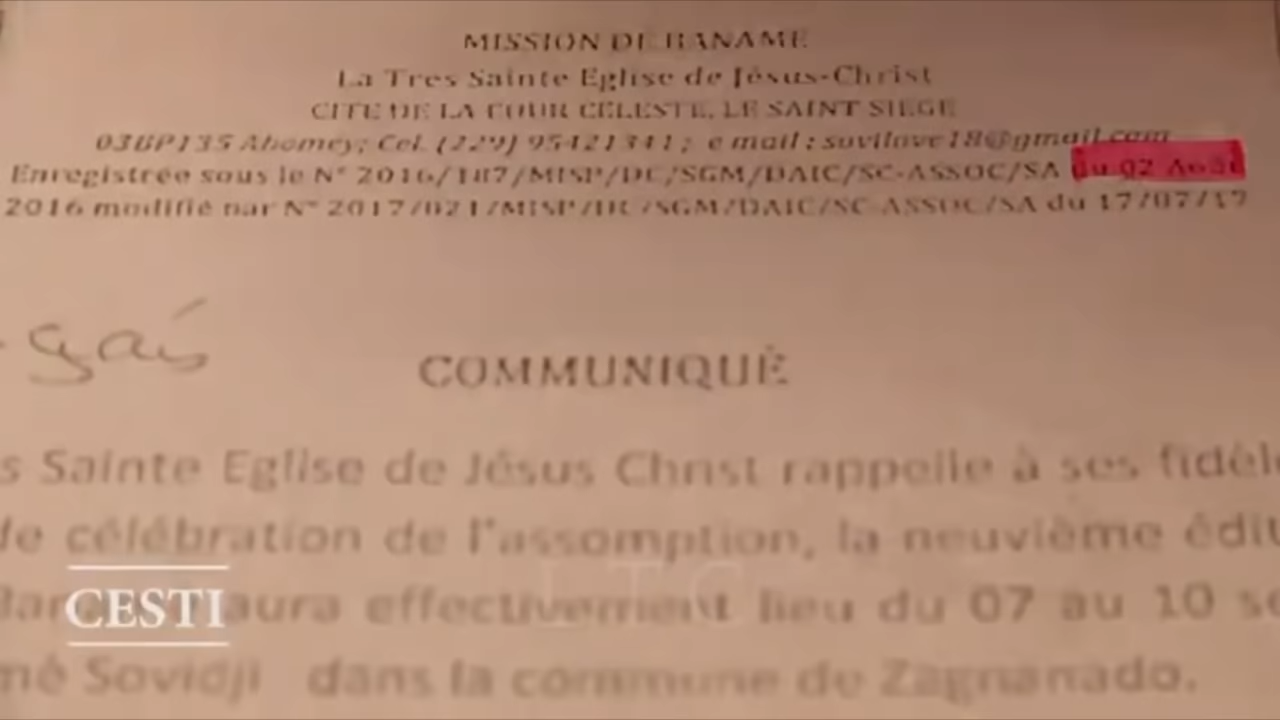 MISSION DE BANAME
La Tres Sainte Eglise de Jésus-Christ
CITE DE LA COUR CELESTE, LE SAINT SIEGE
03BP135 Abomey; Cel. (229) 95421341; e mail : sovilove18@gmail.com
Enregistrée sous le N° 2016/187/MISP/DC/SGM/DAIC/SC-ASSOC/SA du 02 Août
2016 modifié par N° 2017/021/MISP/DC/SGM/DAIC/SC-ASSOC/SA du 17/07/17
COMMUNIQUÉ
s Sainte Eglise de Jésus Christ rappelle à ses fidèl
de célébration de l'assomption, la neuvième édit
aura effectivement lieu du 07 au 10 se
mè Sovidji dans la commune de Zagnanado.
CESTI
LTC